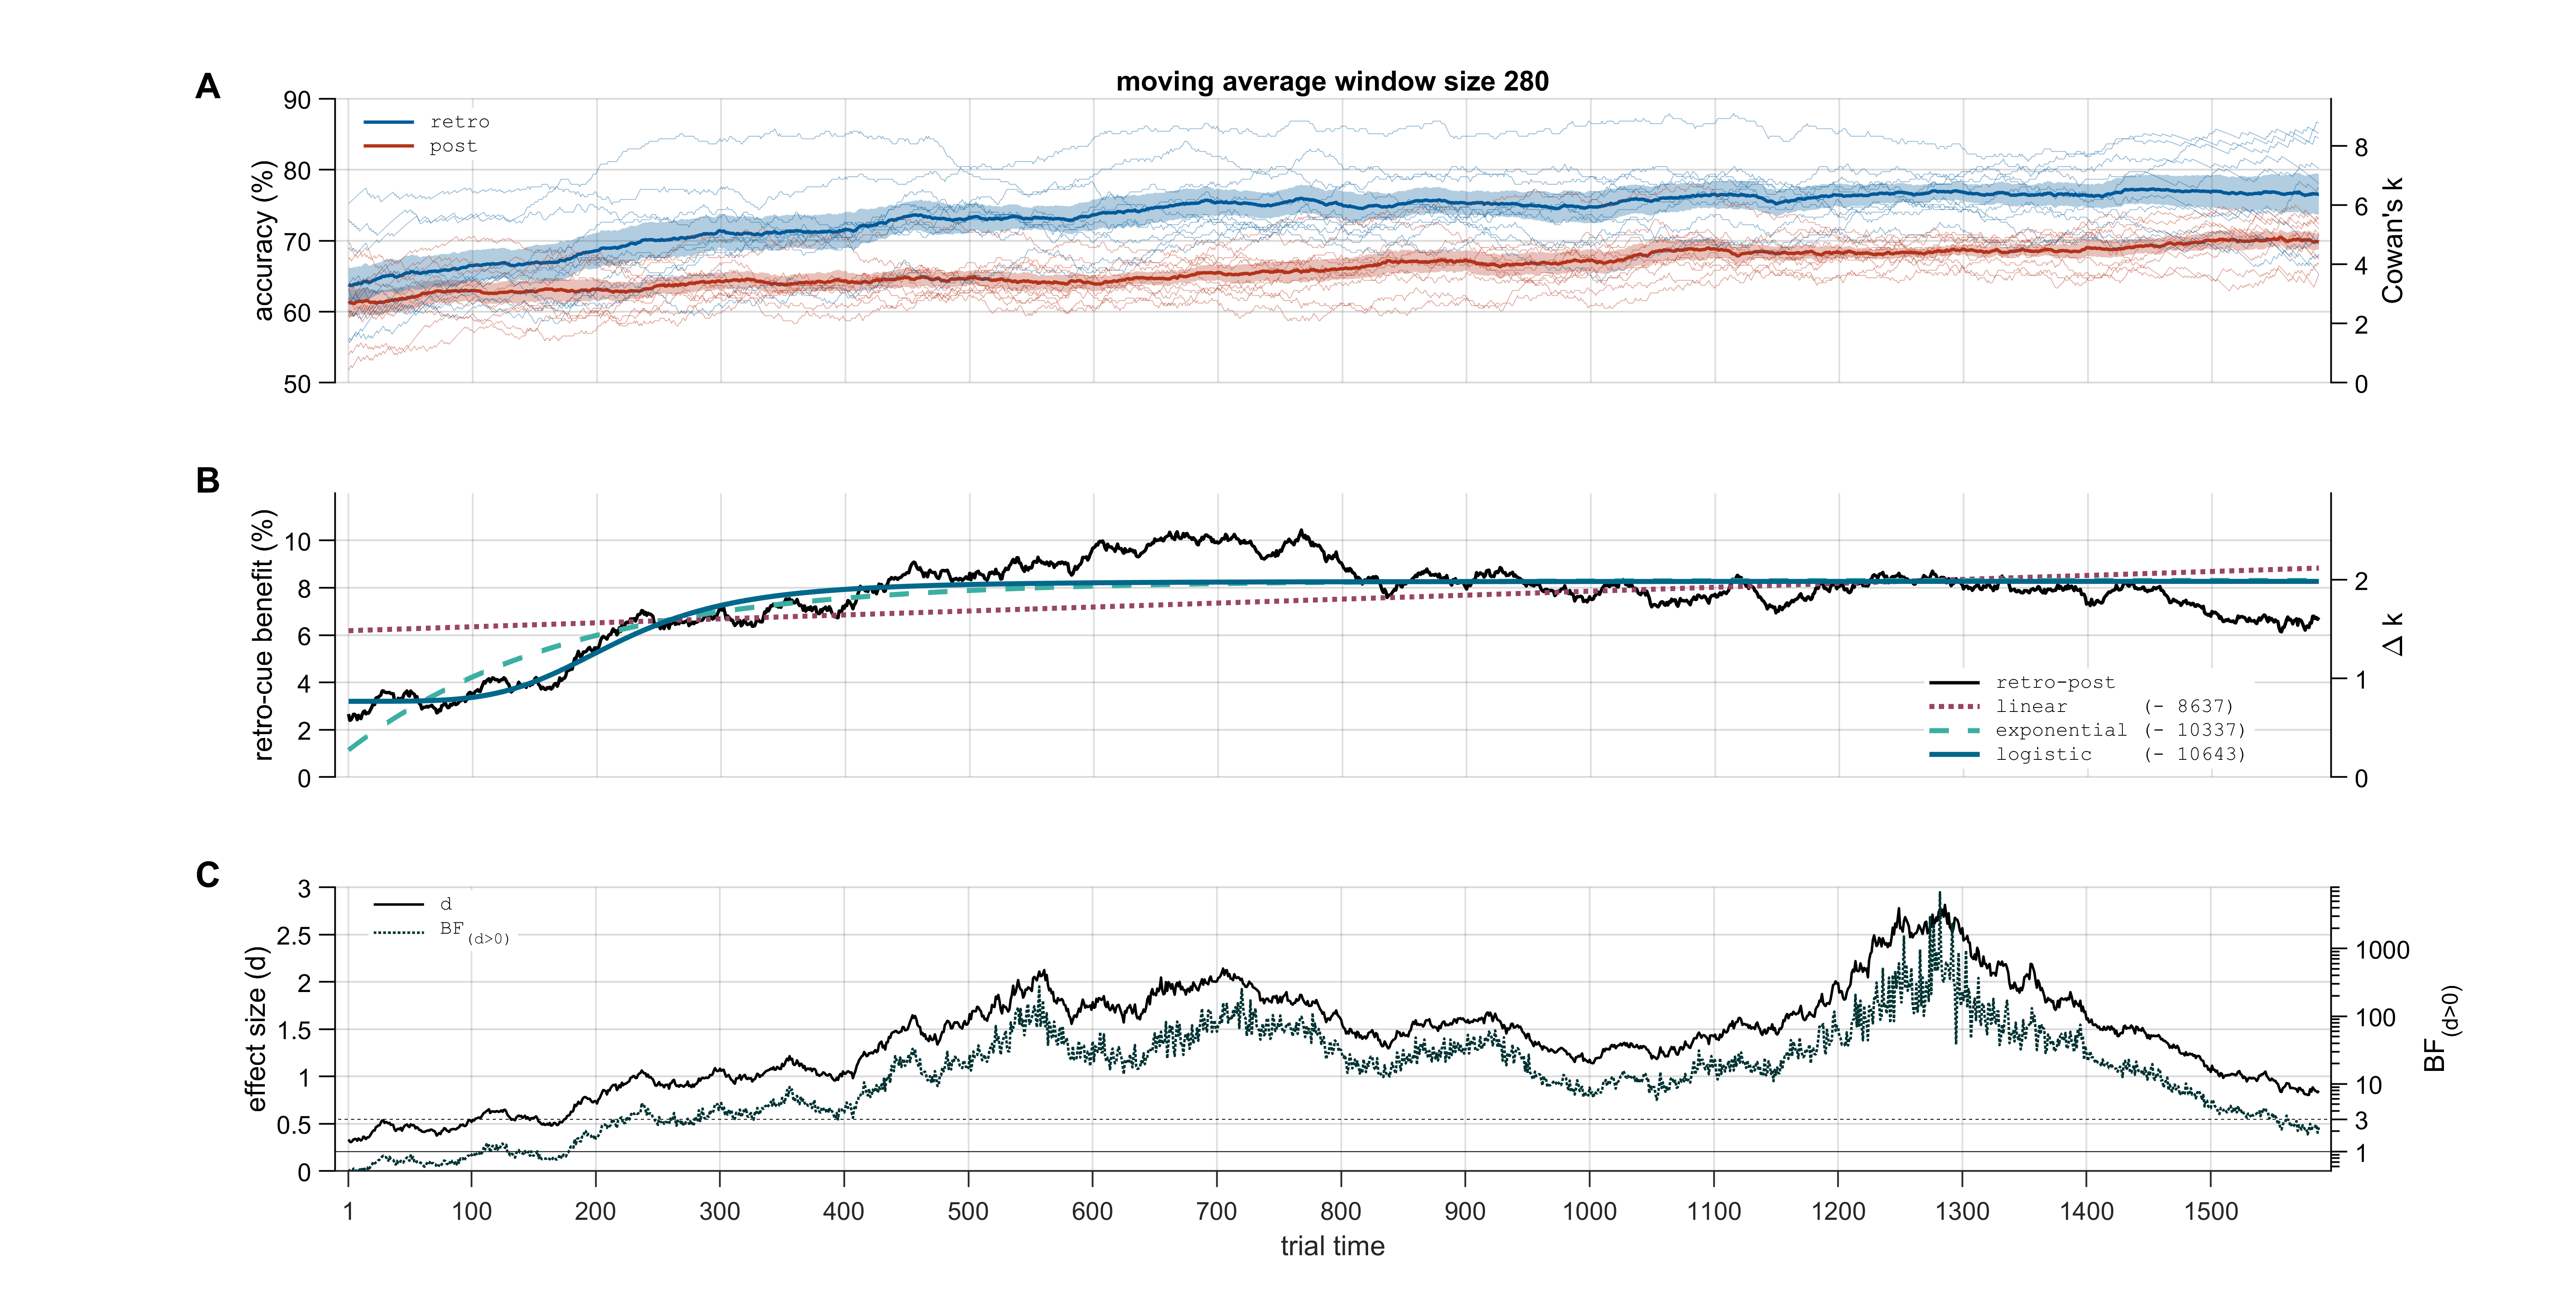 A
moving average window size 280
90
80
70
60
50
accuracy (%)
retro
post
8
6
4
2
0
Cowan's k
B
10
8
6
4
2
0
retro-cue benefit (%)
2
1
0
Δ k
retro-post
linear (- 8637)
exponential (- 10337)
logistic (- 10643)
C
3
2.5
2
1.5
1
0.5
0
effect size (d)
d
BF(d>0)
1000
100
10
3
1
BF(d>0)
1 100 200 300 400 500 600 700 800 900 1000 1100 1200 1300 1400 1500
trial time